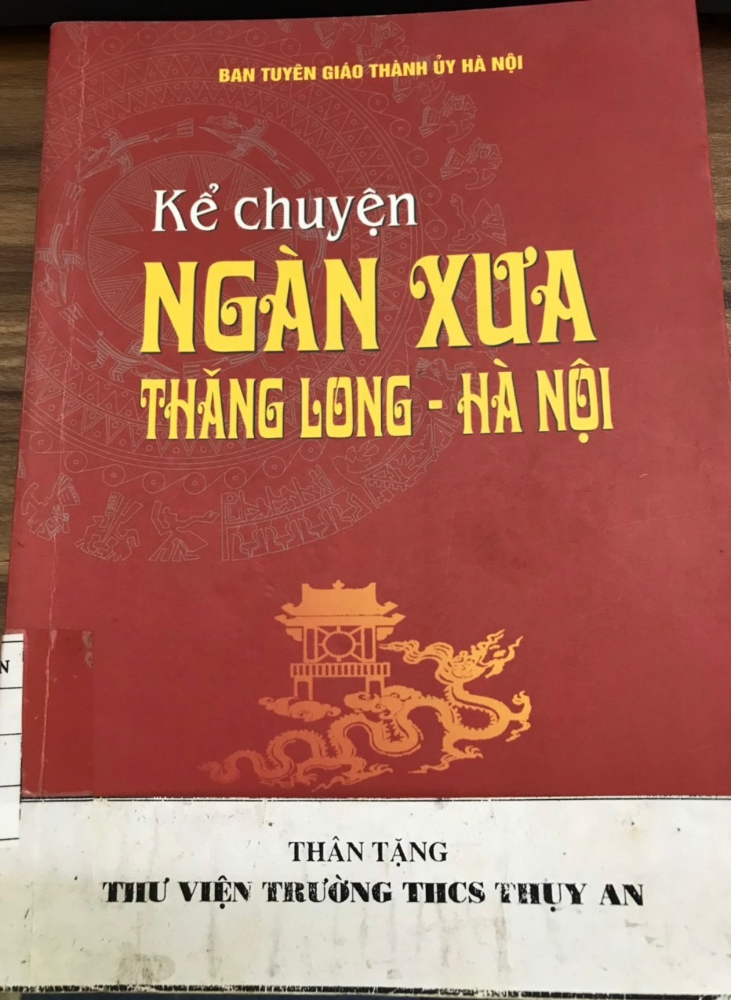 BAN TUYÊN GIÁO THÀNH ỦY HÀ NỘI
Kể chuyện
NGÀN XƯA
THĂNG LONG - HÀ NỘI
N
THÂN TẶNG
THƯ VIỆN TRƯỜNG THCS THỤY AN